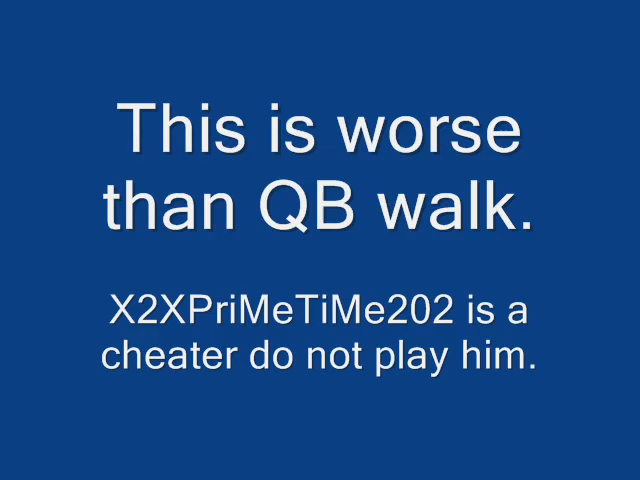 This is worse
than QB walk.
X2XPriMeTiMe202 is a
cheater do not play him.